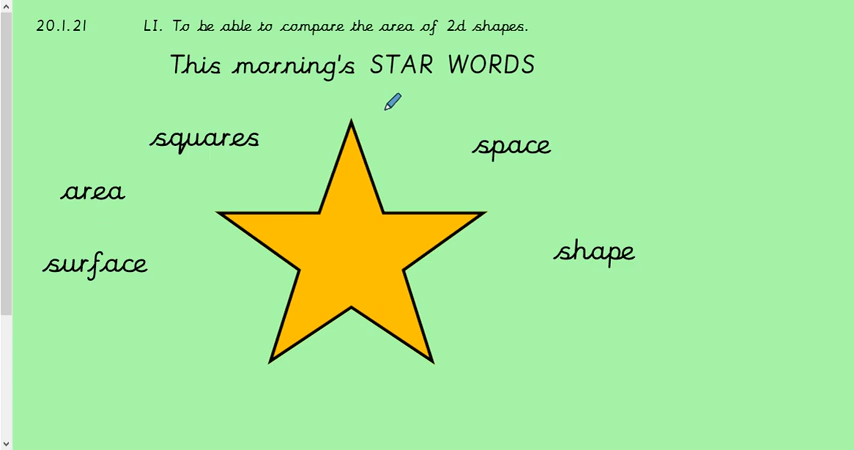 20.1.21 LI. To be able to compare the area of 2d shapes.
This morning's STAR WORDS
squares
space
area
shape
surface